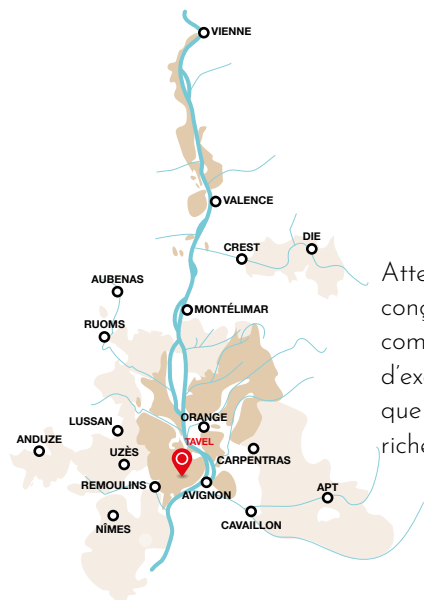 VIENNE
VALENCE
CREST
DIE
AUBENAS
MONTÉLIMAR
RUOMS
ORANGE
LUSSAN
TAVEL
ANDUZE
UZÈS
CARPENTRAS
REMOULINS
AVIGNON
APT
NÎMES
CAVAILLON
Atte
conç
com
d'ex
que
riche